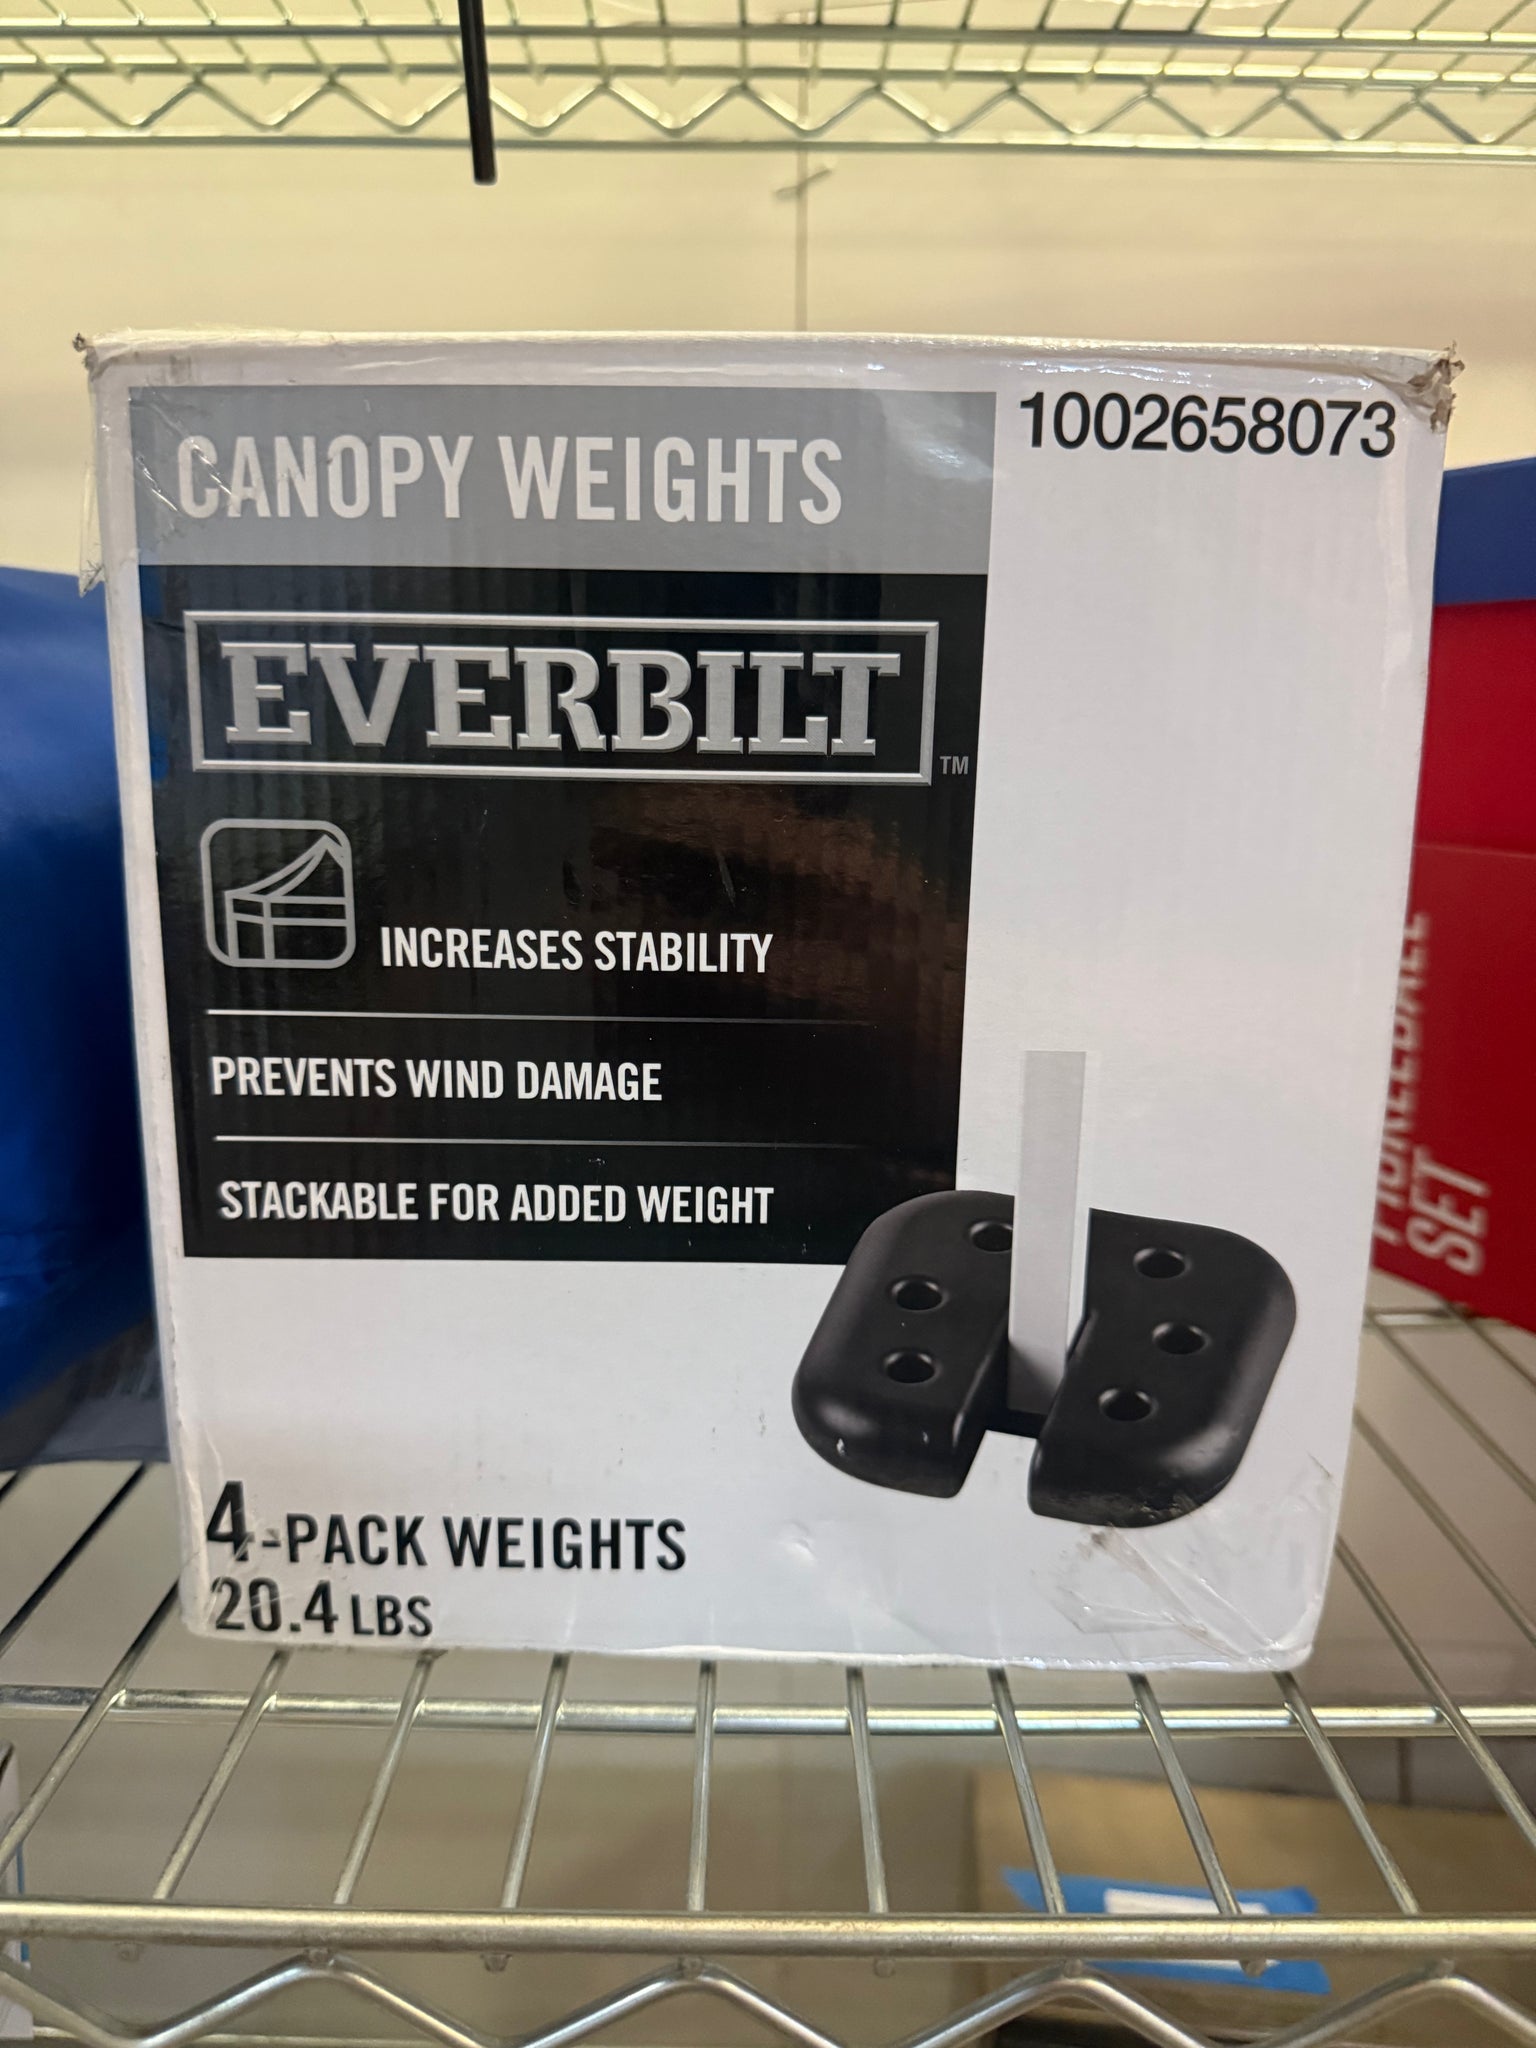 CANOPY WEIGHTS
1002658073
EVERBILT TM
INCREASES STABILITY
PREVENTS WIND DAMAGE
STACKABLE FOR ADDED WEIGHT
4-PACK WEIGHTS
20.4 LBS
PICKLEBALL
SET